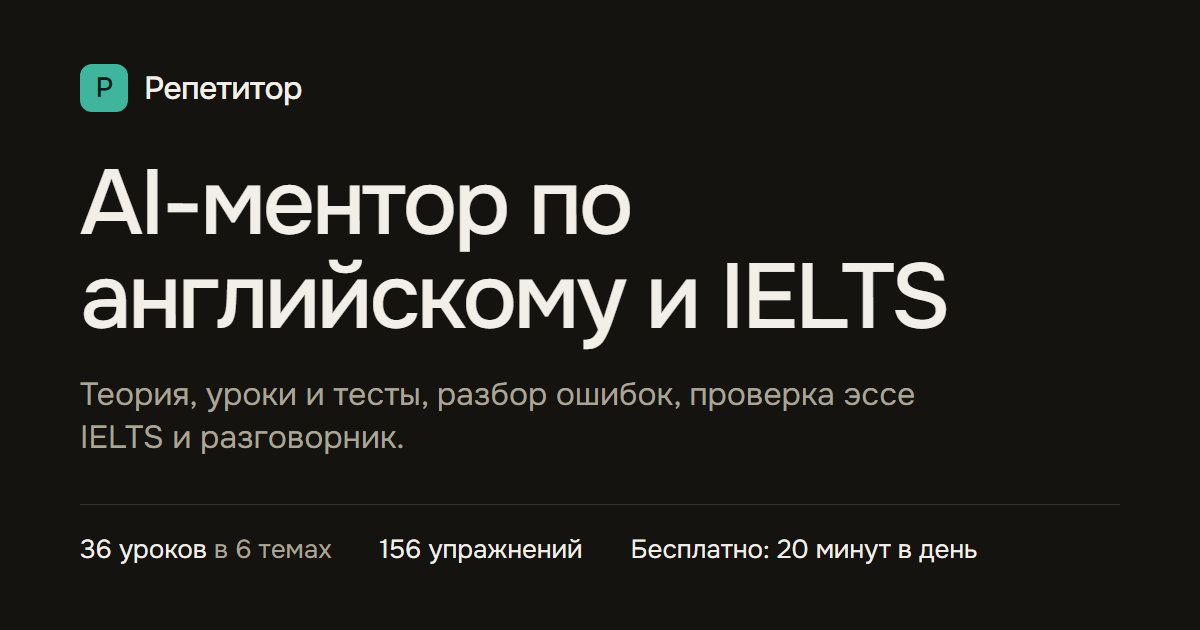 Р Репетитор
AI-ментор по
английскому и IELTS
Теория, уроки и тесты, разбор ошибок, проверка эссе
IELTS и разговорник.
36 уроков в 6 темах 156 упражнений Бесплатно: 20 минут в день